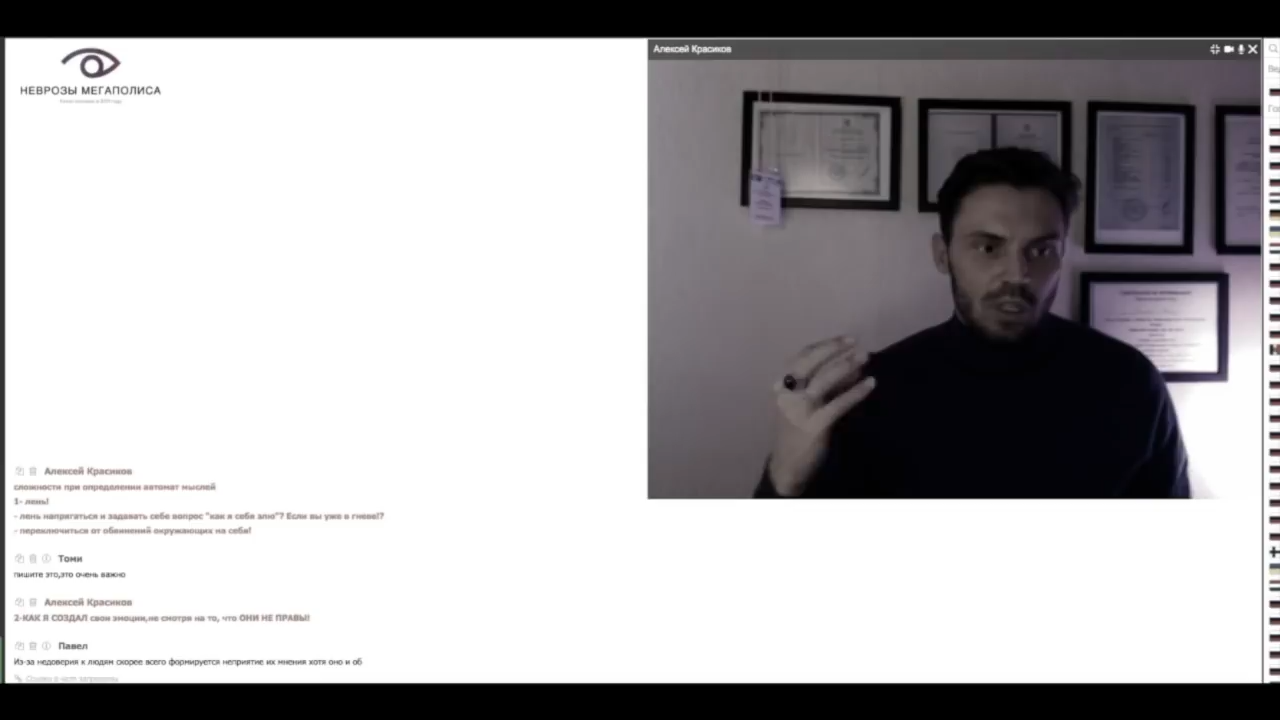 НЕВРОЗЫ МЕГАПОЛИСА
Алексей Красиков
Алексей Красиков
сложности при определении автомат мыслей
1- лень!
- лень напрягаться и задавать себе вопрос "как я себя злю"? Если вы уже в гневе!?
- переключиться от обвинений окружающих на себя!
Томи
пишите это,это очень важно
Алексей Красиков
2-КАК Я СОЗДАЛ свои эмоции,не смотря на то, что ОНИ НЕ ПРАВЫ!
Павел
Из-за недоверия к людям скорее всего формируется неприятие их мнения хотя оно и об
Ссылки в чат запрещены